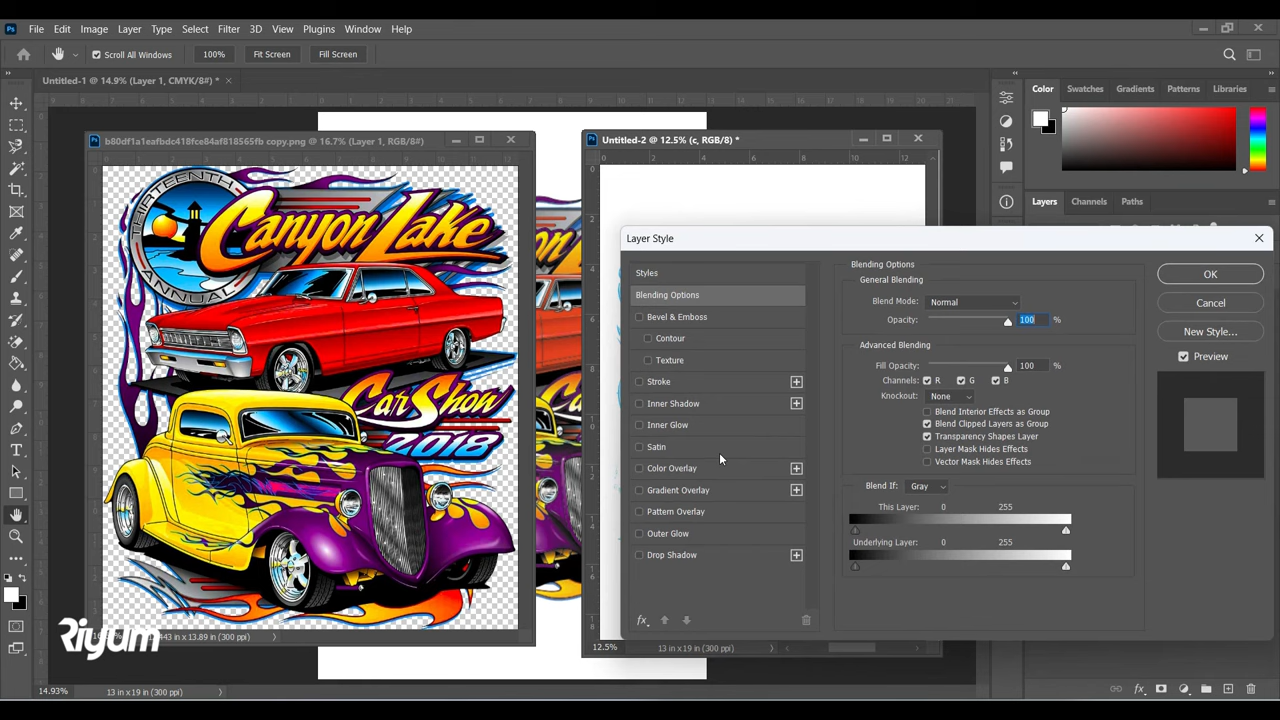 Ps File Edit Image Layer Type Select Filter 3D View Plugins Window Help
Scroll All Windows 100% Fit Screen Fill Screen
Untitled-1 @ 14.9% (Layer 1, CMYK/8#) *
Color Swatches Gradients Patterns Libraries
b80df1a1eafbdc418fce84af818565fb copy.png @ 16.7% (Layer 1, RGB/8#)
Untitled-2 @ 12.5% (c, RGB/8) *
THIRTEENTH
ANNUAL
Canyon Lake
Car Show
2018
Layers Channels Paths
Layer Style
Styles
Blending Options
Bevel & Emboss
Contour
Texture
Stroke
Inner Shadow
Inner Glow
Satin
Color Overlay
Gradient Overlay
Pattern Overlay
Outer Glow
Drop Shadow
fx
Blending Options
General Blending
Blend Mode: Normal
Opacity: 100 %
Advanced Blending
Fill Opacity: 100 %
Channels: R G B
Knockout: None
Blend Interior Effects as Group
Blend Clipped Layers as Group
Transparency Shapes Layer
Layer Mask Hides Effects
Vector Mask Hides Effects
Blend If: Gray
This Layer: 0 255
Underlying Layer: 0 255
OK
Cancel
New Style...
Preview
Riyum
12.5% 13 in x 19 in (300 ppi)
14.93% 13 in x 19 in (300 ppi)
fx